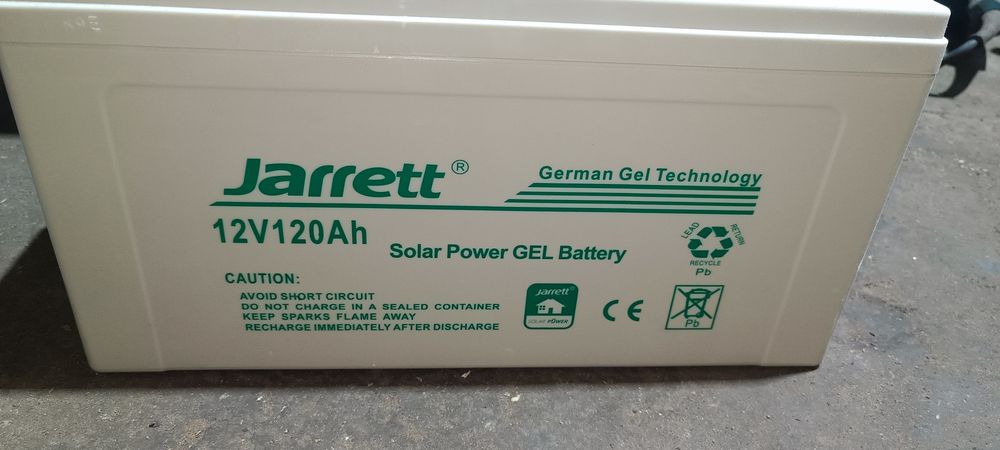 Jarrett®
German Gel Technology
12V120Ah
Solar Power GEL Battery
LEAD RETURN
RECYCLE
Pb
CAUTION:
AVOID SHORT CIRCUIT
DO NOT CHARGE IN A SEALED CONTAINER
KEEP SPARKS FLAME AWAY
RECHARGE IMMEDIATELY AFTER DISCHARGE
Jarrett
SOLAR POWER
CE
Pb